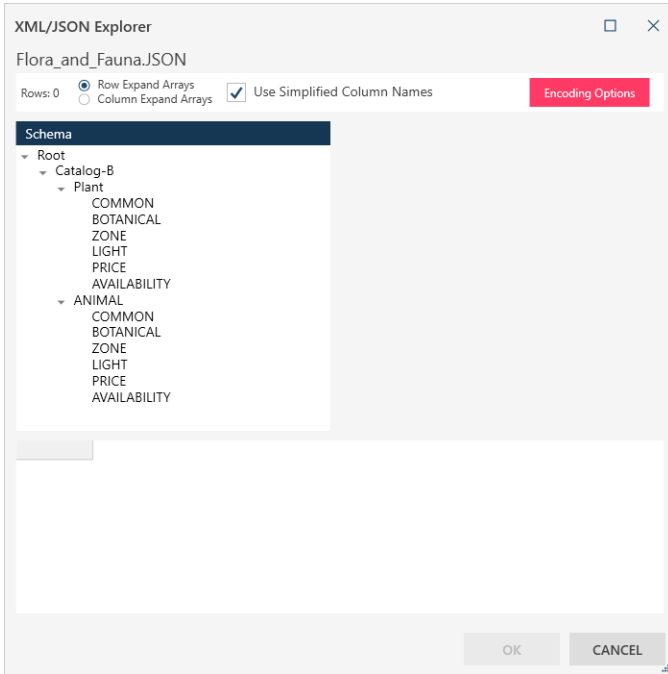 XML/JSON Explorer
Flora_and_Fauna.JSON
Rows: 0
Row Expand Arrays
Column Expand Arrays
Use Simplified Column Names
Encoding Options
Schema
Root
Catalog-B
Plant
COMMON
BOTANICAL
ZONE
LIGHT
PRICE
AVAILABILITY
ANIMAL
COMMON
BOTANICAL
ZONE
LIGHT
PRICE
AVAILABILITY
OK
CANCEL